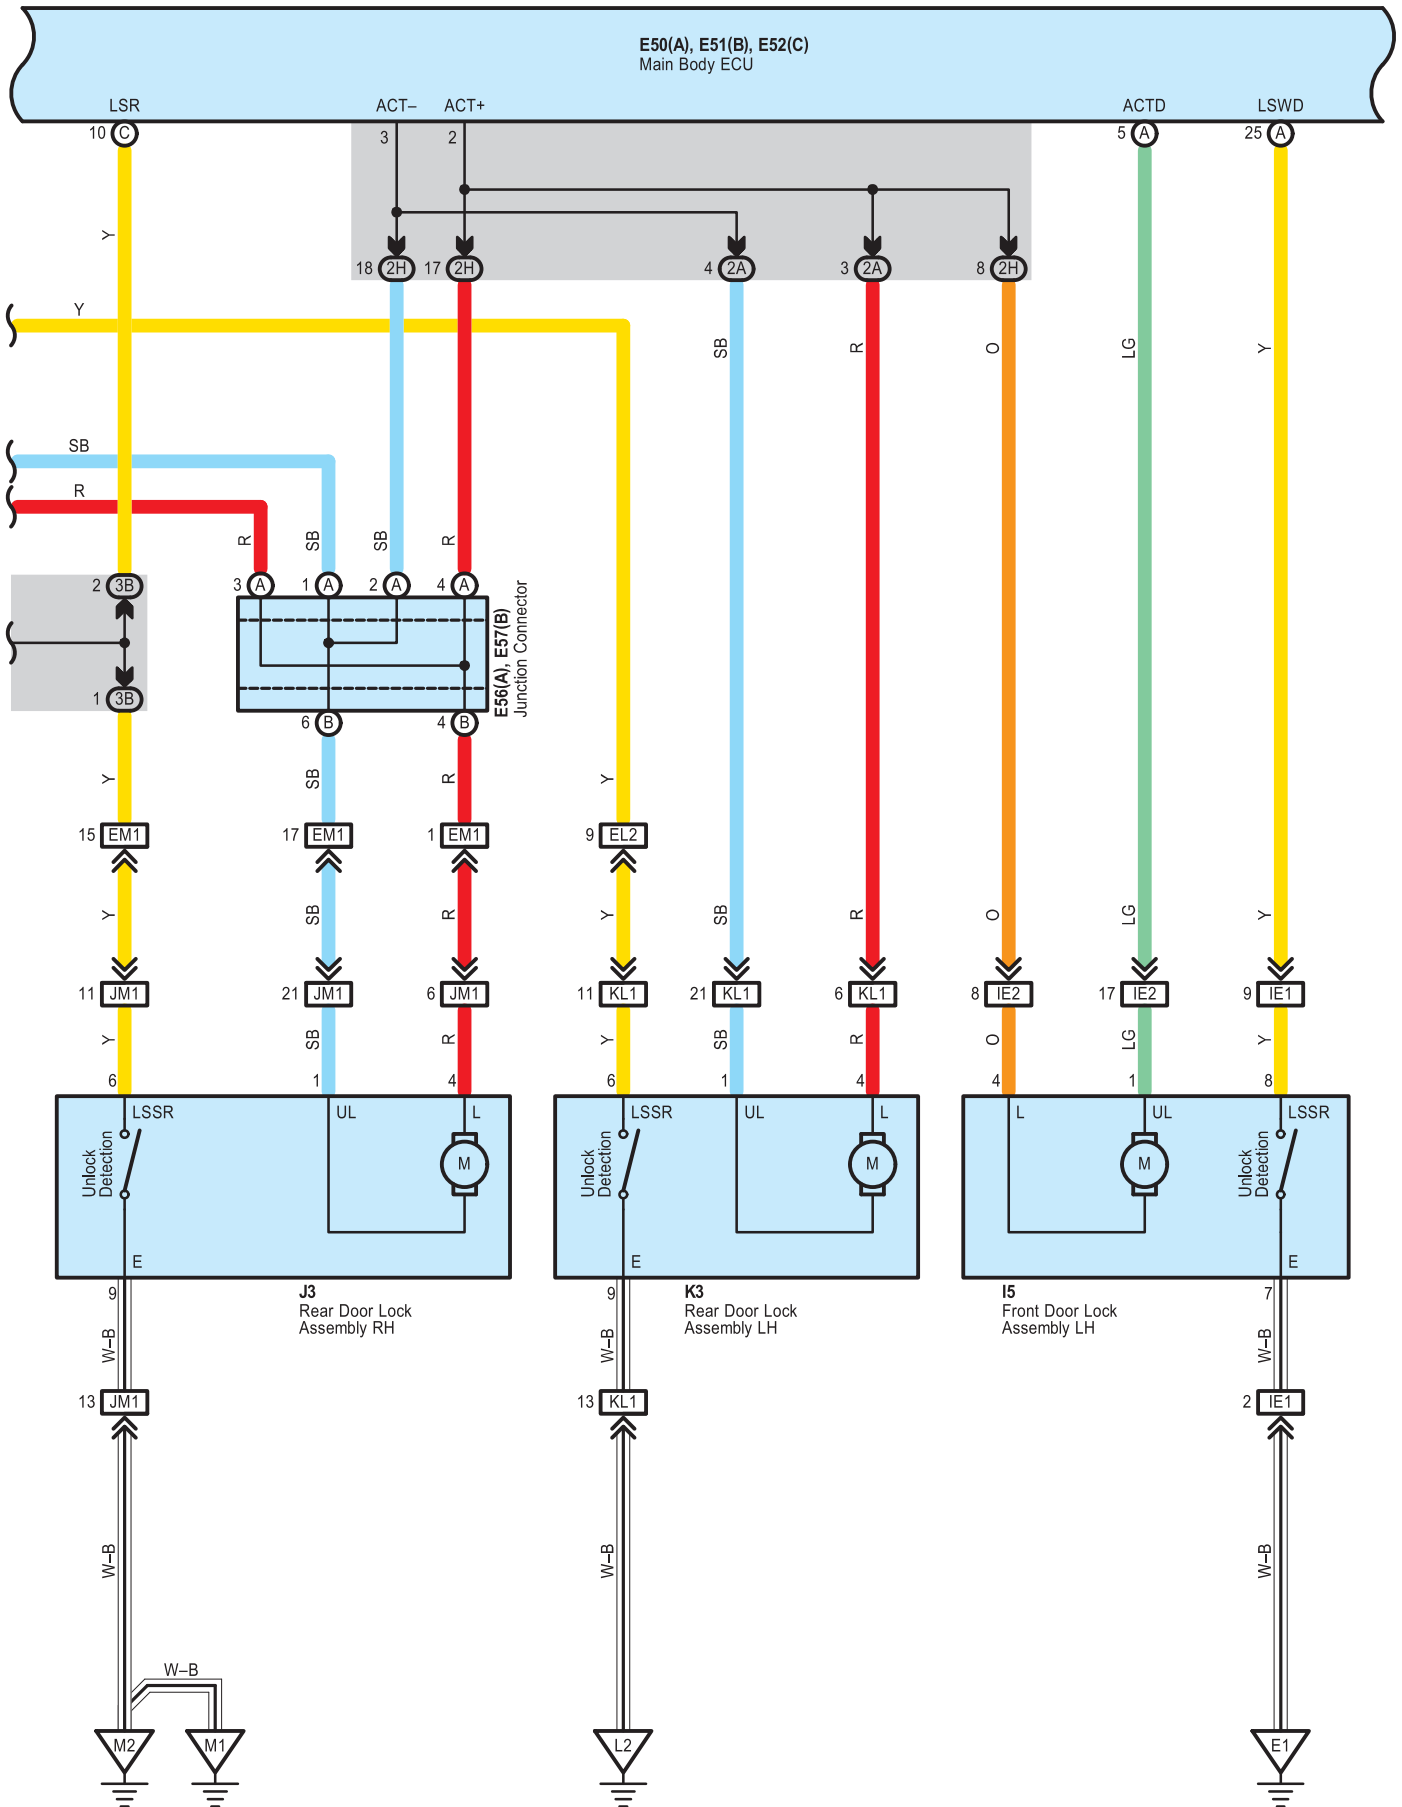 E50(A), E51(B), E52(C)
Main Body ECU
LSR ACT– ACT+ ACTD LSWD
10 C 3 2 5 A 25 A
Y
18 2H 17 2H 4 2A 3 2A 8 2H
Y
SB R O LG Y
SB
R
R SB SB R
2 3B 3 A 1 A 2 A 4 A
E56(A), E57(B)
Junction Connector
1 3B 6 B 4 B
Y SB R Y
15 EM1 17 EM1 1 EM1 9 EL2
Y SB R Y SB R O LG Y
11 JM1 21 JM1 6 JM1 11 KL1 21 KL1 6 KL1 8 IE2 17 IE2 9 IE1
Y SB R Y SB R O LG Y
6 1 4 6 1 4 4 1 8
LSSR UL L LSSR UL L L UL LSSR
Unlock
Detection
M
Unlock
Detection
M
M
Unlock
Detection
E E E
9 J3 9 K3 I5 7
Rear Door Lock
Assembly RH
Rear Door Lock
Assembly LH
Front Door Lock
Assembly LH
W–B W–B W–B
13 JM1 13 KL1 2 IE1
W–B W–B W–B
W–B
M2 M1 L2 E1